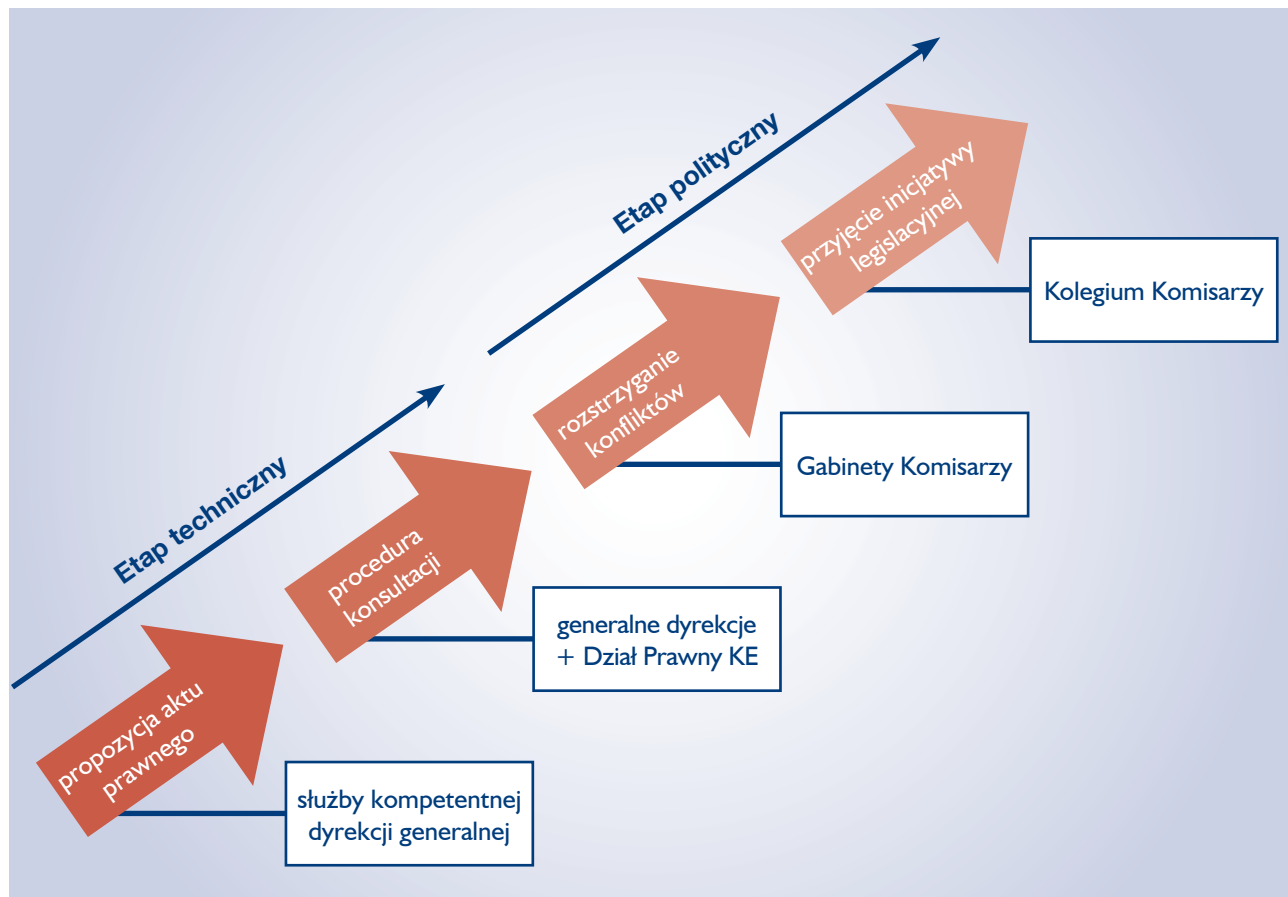 Etap techniczny
propozycja aktu
prawnego
służby kompetentnej
dyrekcji generalnej
procedura
konsultacji
generalne dyrekcje
+ Dział Prawny KE
Etap polityczny
rozstrzyganie
konfliktów
Gabinety Komisarzy
przyjęcie inicjatywy
legislacyjnej
Kolegium Komisarzy